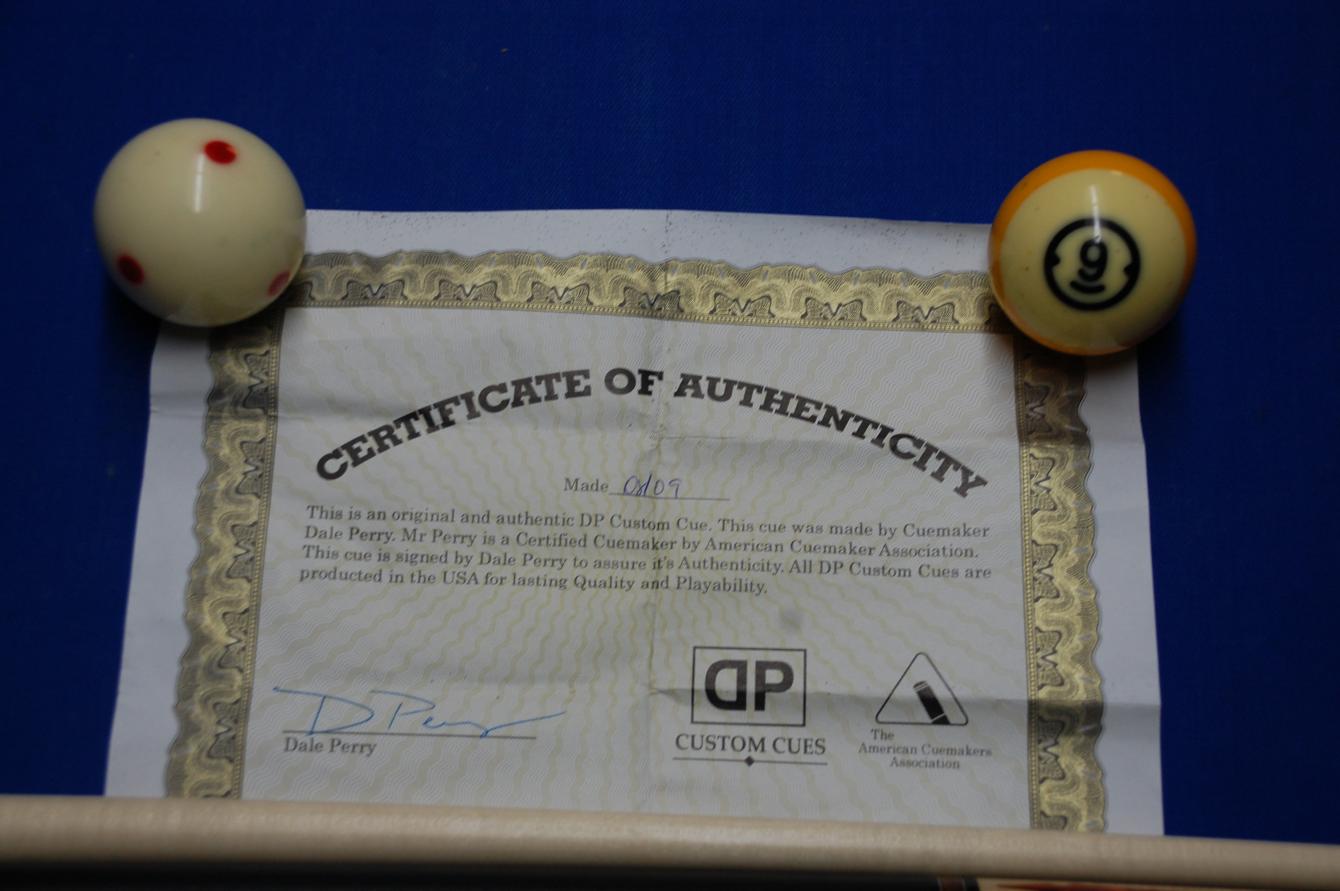 9
CERTIFICATE OF AUTHENTICITY
Made 08/09
This is an original and authentic DP Custom Cue. This cue was made by Cuemaker
Dale Perry. Mr Perry is a Certified Cuemaker by American Cuemaker Association.
This cue is signed by Dale Perry to assure it's Authenticity. All DP Custom Cues are
producted in the USA for lasting Quality and Playability.
D Perry
Dale Perry
DP
CUSTOM CUES
The
American Cuemakers
Association